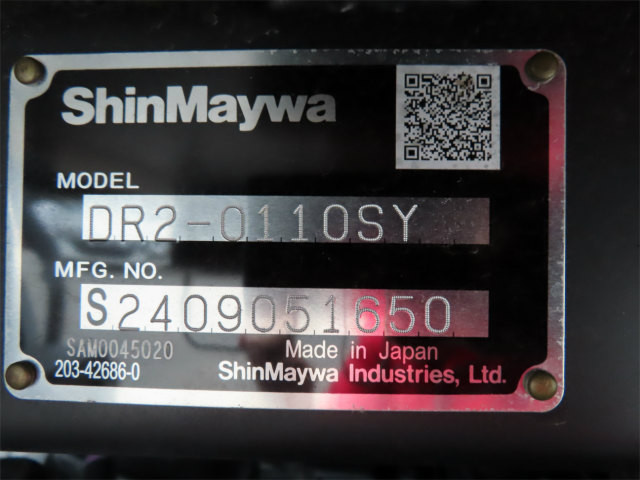 ShinMaywa
MODEL
DR2-0110SY
MFG. NO.
S2409051650
SAM0045020
Made in Japan
203-42686-0
ShinMaywa Industries, Ltd.